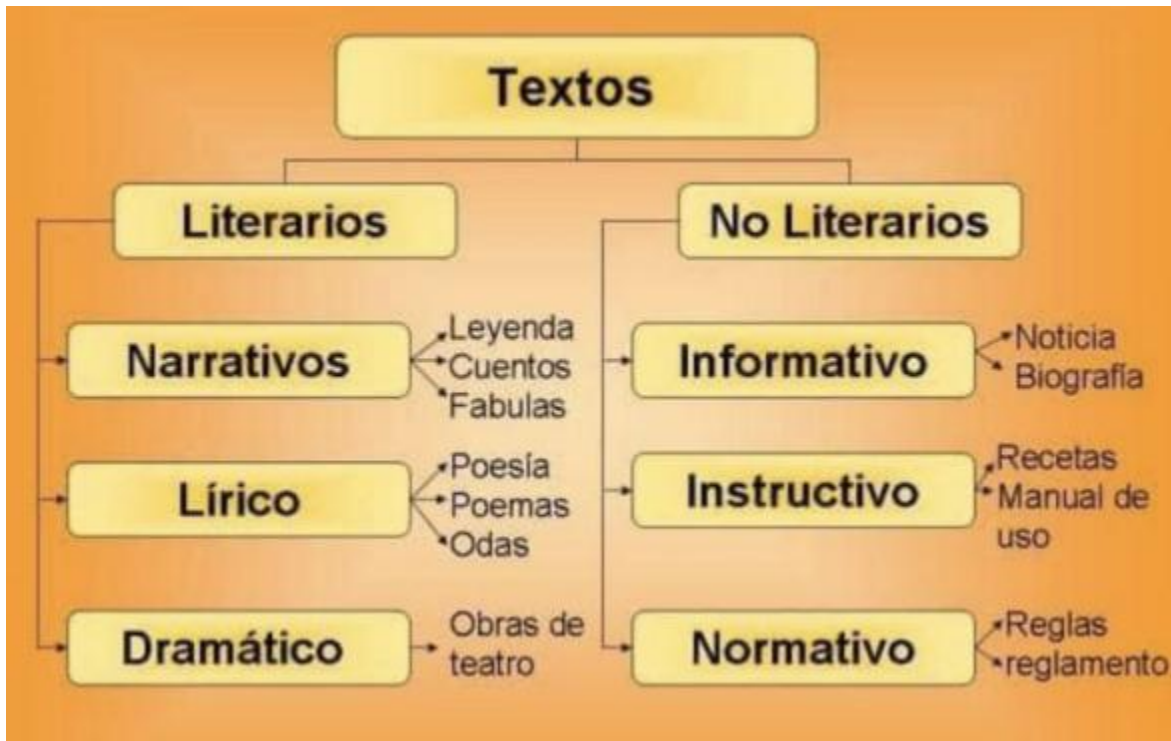 Textos
Literarios
Narrativos
Leyenda
Cuentos
Fabulas
Lírico
Poesía
Poemas
Odas
Dramático
Obras de
teatro
No Literarios
Informativo
Noticia
Biografía
Instructivo
Recetas
Manual de
uso
Normativo
Reglas
reglamento